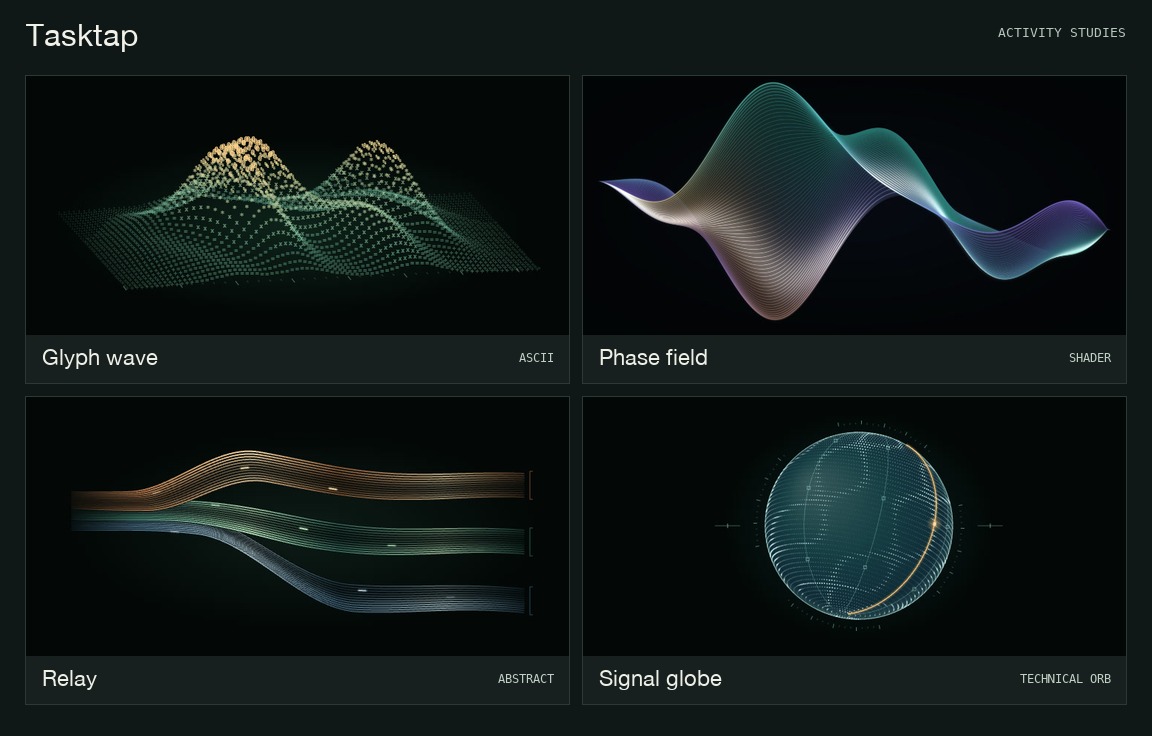 Tasktap
ACTIVITY STUDIES
Glyph wave
ASCII
Phase field
SHADER
Relay
ABSTRACT
Signal globe
TECHNICAL ORB